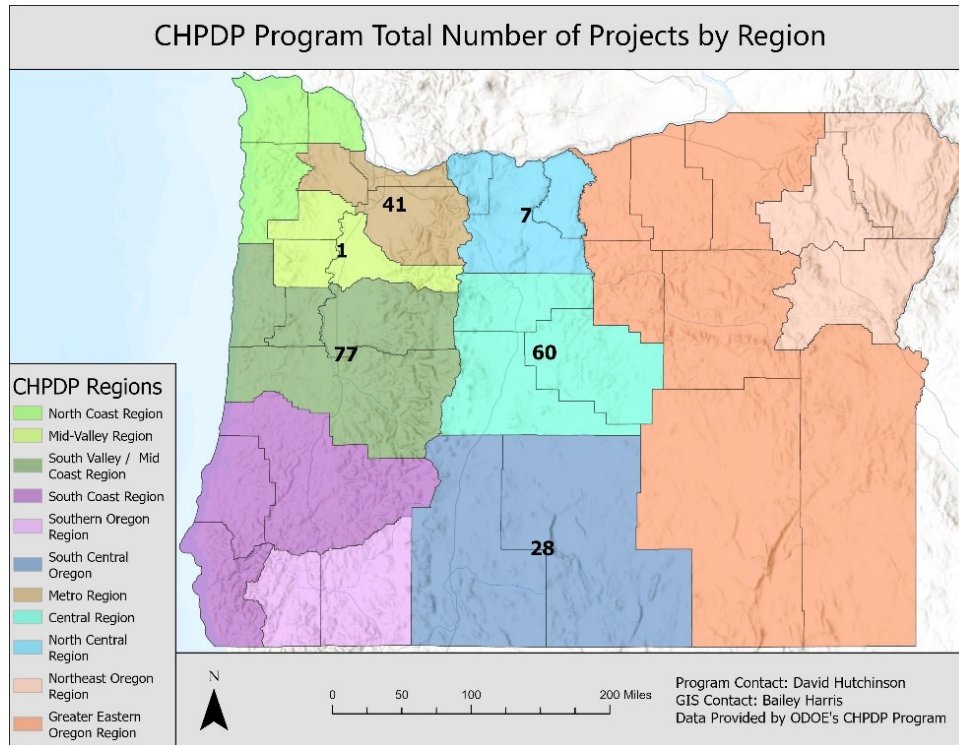 CHPDP Program Total Number of Projects by Region
41
7
1
77
60
28
CHPDP Regions
North Coast Region
Mid-Valley Region
South Valley / Mid
Coast Region
South Coast Region
Southern Oregon
Region
South Central
Oregon
Metro Region
Central Region
North Central
Region
Northeast Oregon
Region
Greater Eastern
Oregon Region
N
0 50 100 200 Miles
Program Contact: David Hutchinson
GIS Contact: Bailey Harris
Data Provided by ODOE's CHPDP Program